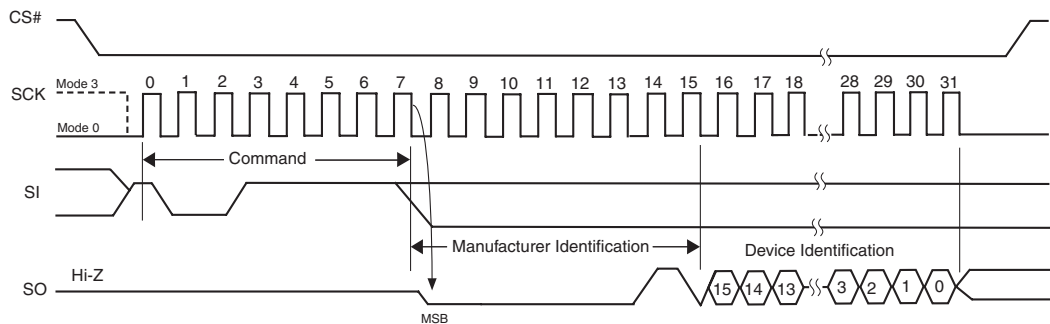 CS#
0 1 2 3 4 5 6 7 8 9 10 11 12 13 14 15 16 17 18 28 29 30 31
Mode 3
SCK
Mode 0
Command
SI
Manufacturer Identification
Device Identification
Hi-Z
SO
15 14 13 3 2 1 0
MSB